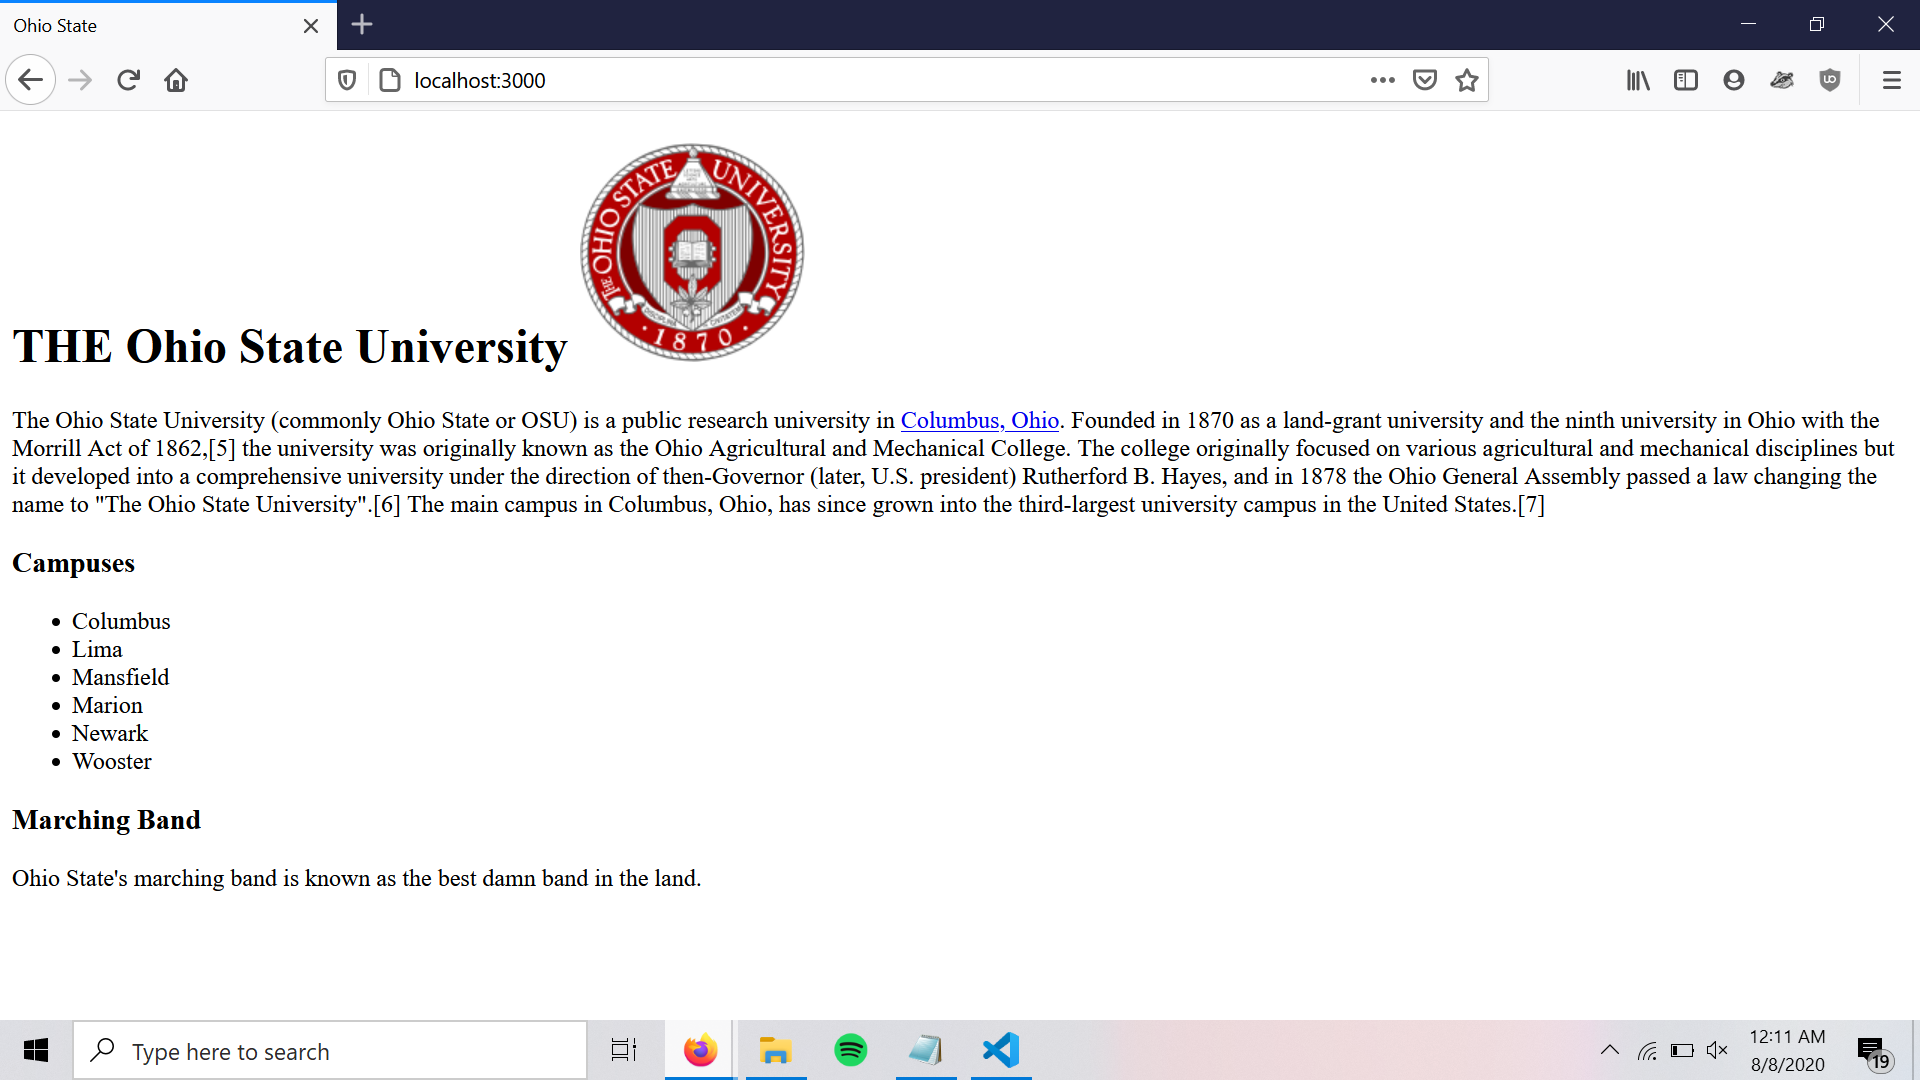 Ohio State
localhost:3000
THE OHIO STATE UNIVERSITY
DISCIPLINA
CIVITATEM
· 1870 ·
THE Ohio State University
The Ohio State University (commonly Ohio State or OSU) is a public research university in Columbus, Ohio. Founded in 1870 as a land-grant university and the ninth university in Ohio with the
Morrill Act of 1862,[5] the university was originally known as the Ohio Agricultural and Mechanical College. The college originally focused on various agricultural and mechanical disciplines but
it developed into a comprehensive university under the direction of then-Governor (later, U.S. president) Rutherford B. Hayes, and in 1878 the Ohio General Assembly passed a law changing the
name to "The Ohio State University".[6] The main campus in Columbus, Ohio, has since grown into the third-largest university campus in the United States.[7]
Campuses
• Columbus
• Lima
• Mansfield
• Marion
• Newark
• Wooster
Marching Band
Ohio State's marching band is known as the best damn band in the land.
Type here to search
12:11 AM
8/8/2020
19